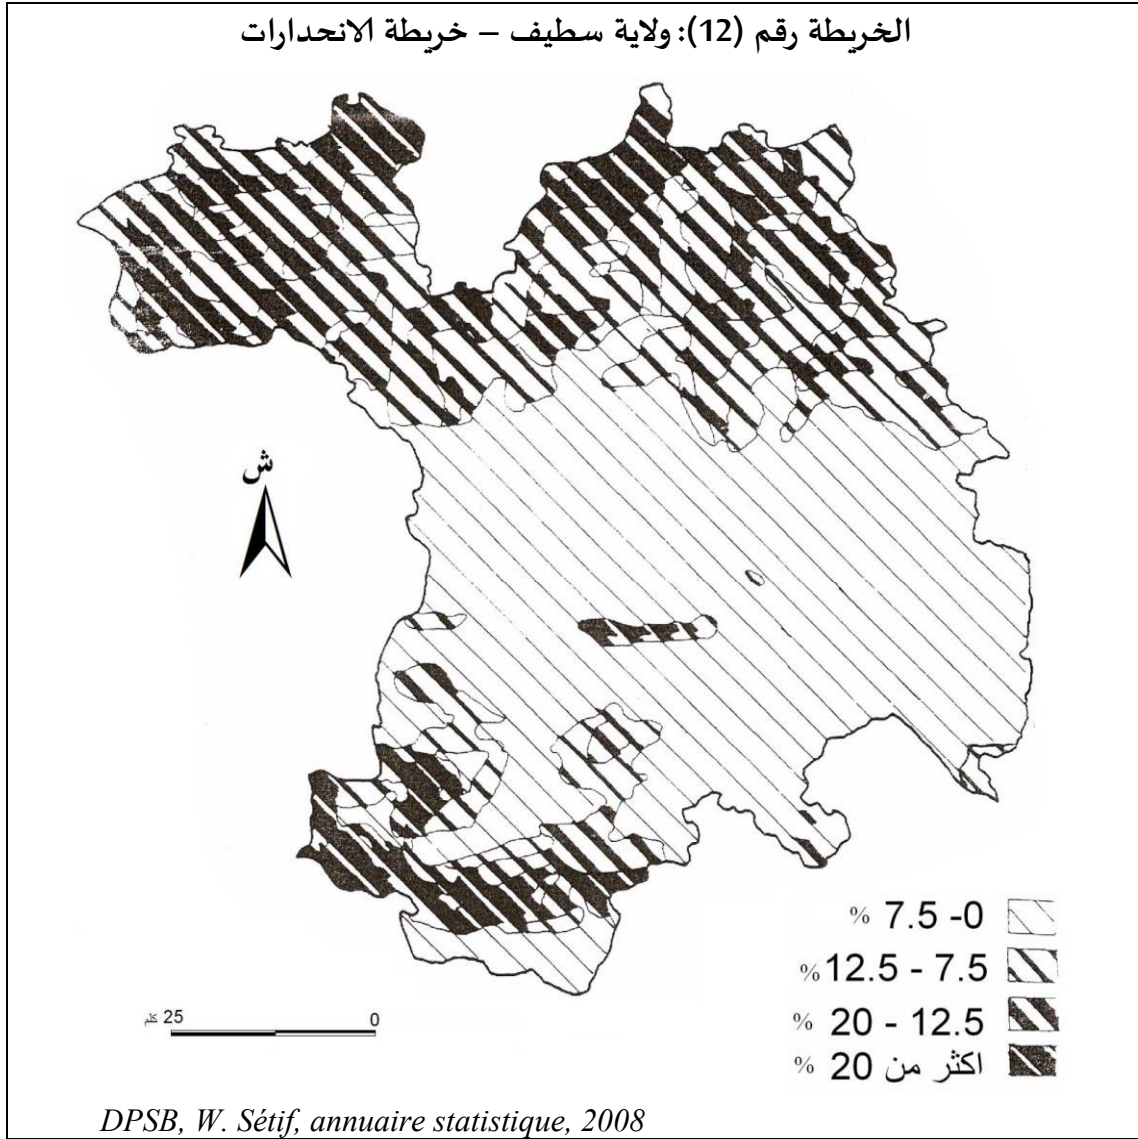 الخريطة رقم (12): ولاية سطيف – خريطة الانحدارات
ش
0- 7.5 %
7.5 - 12.5 %
12.5 - 20 %
اكثر من 20 %
0 25 كلم
DPSB, W. Sétif, annuaire statistique, 2008